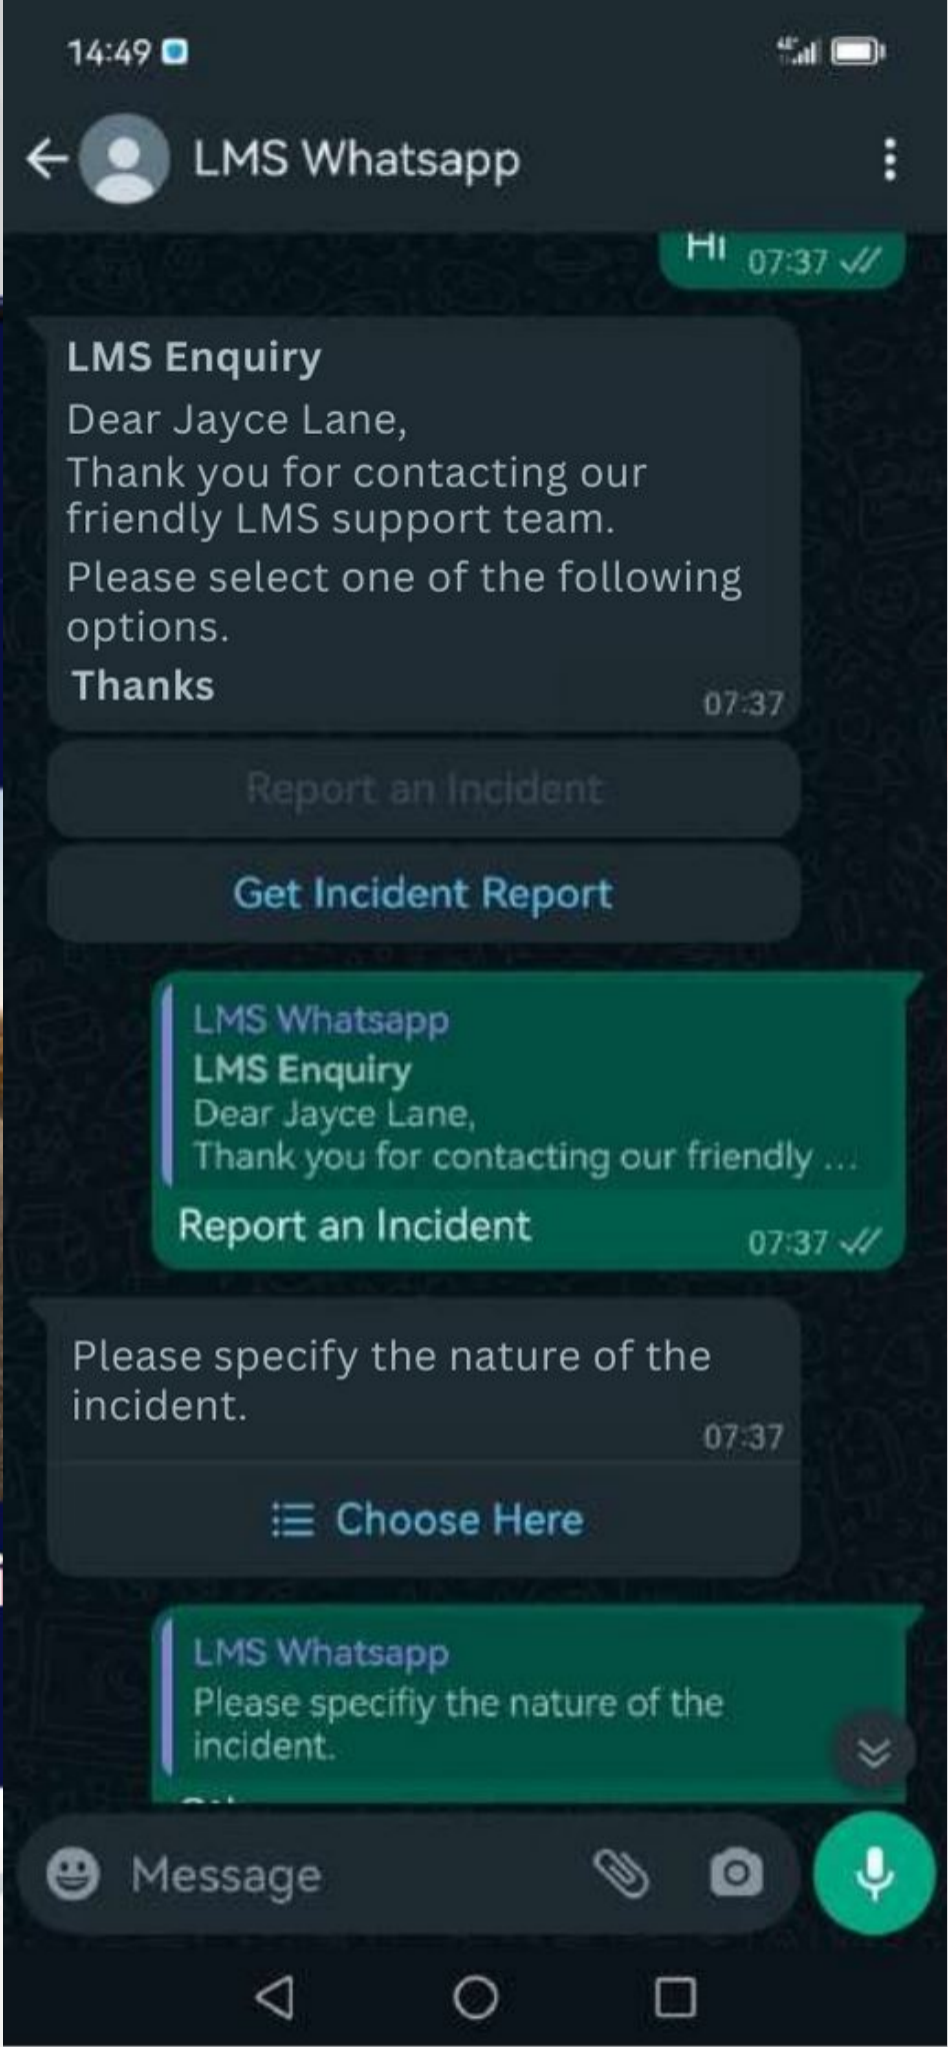 14:49
LMS Whatsapp
Hi 07:37
LMS Enquiry
Dear Jayce Lane,
Thank you for contacting our
friendly LMS support team.
Please select one of the following
options.
Thanks
07:37
Report an Incident
Get Incident Report
LMS Whatsapp
LMS Enquiry
Dear Jayce Lane,
Thank you for contacting our friendly ...
Report an Incident 07:37
Please specify the nature of the
incident.
07:37
Choose Here
LMS Whatsapp
Please specifiy the nature of the
incident.
Message